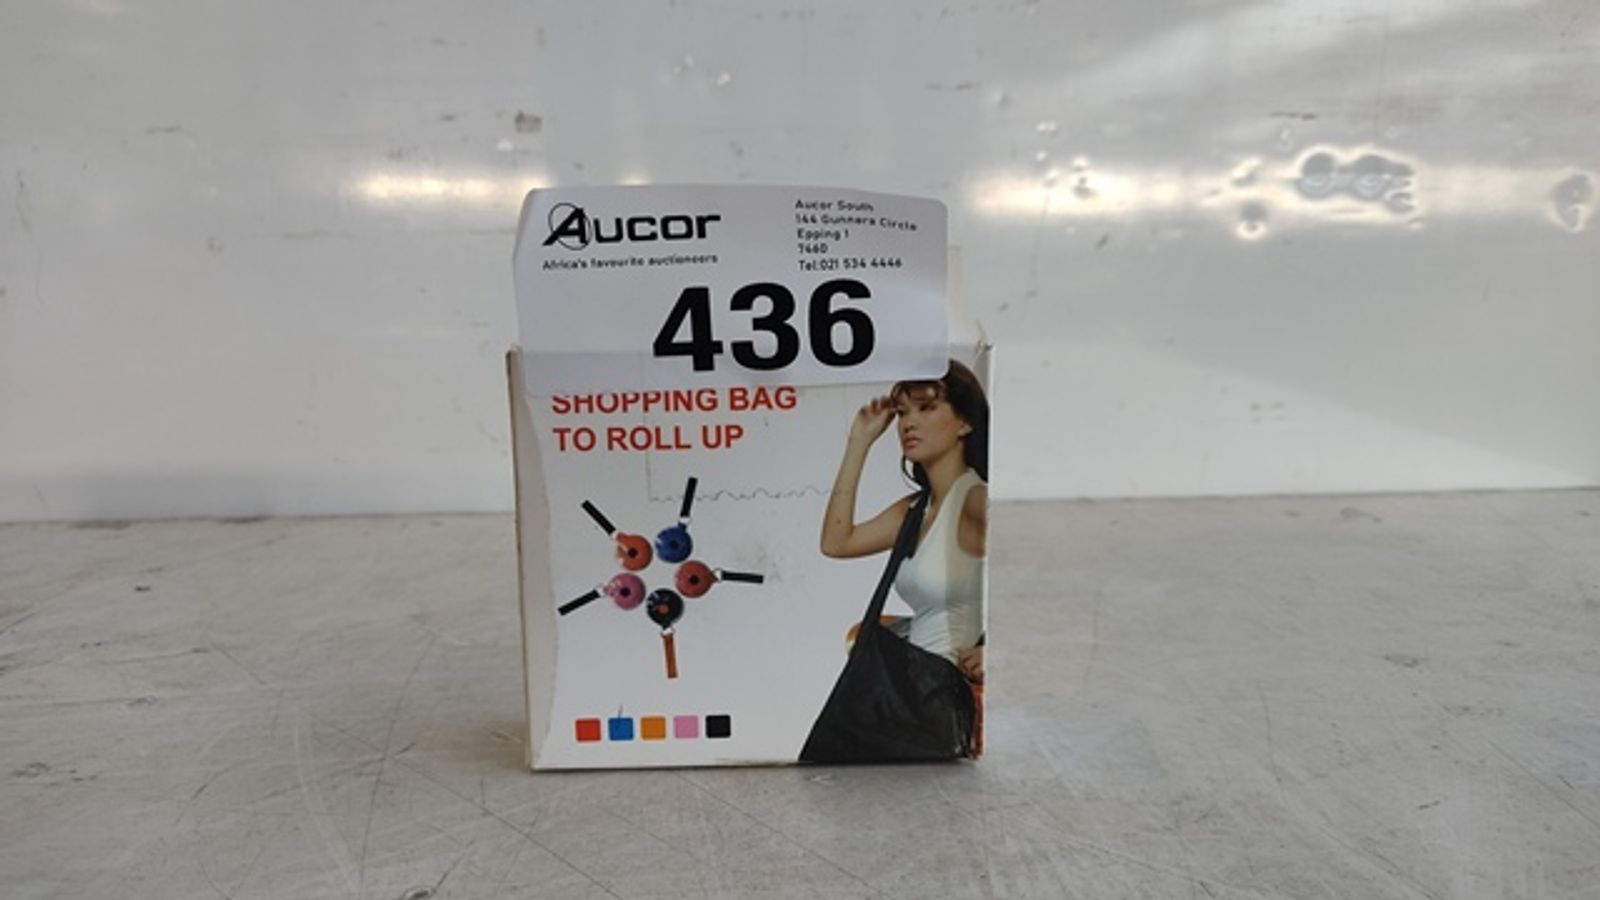 Aucor
Africa's favourite auctioneers
Aucor South
144 Gunners Circle
Epping 1
7460
Tel:021 534 4446
436
SHOPPING BAG
TO ROLL UP